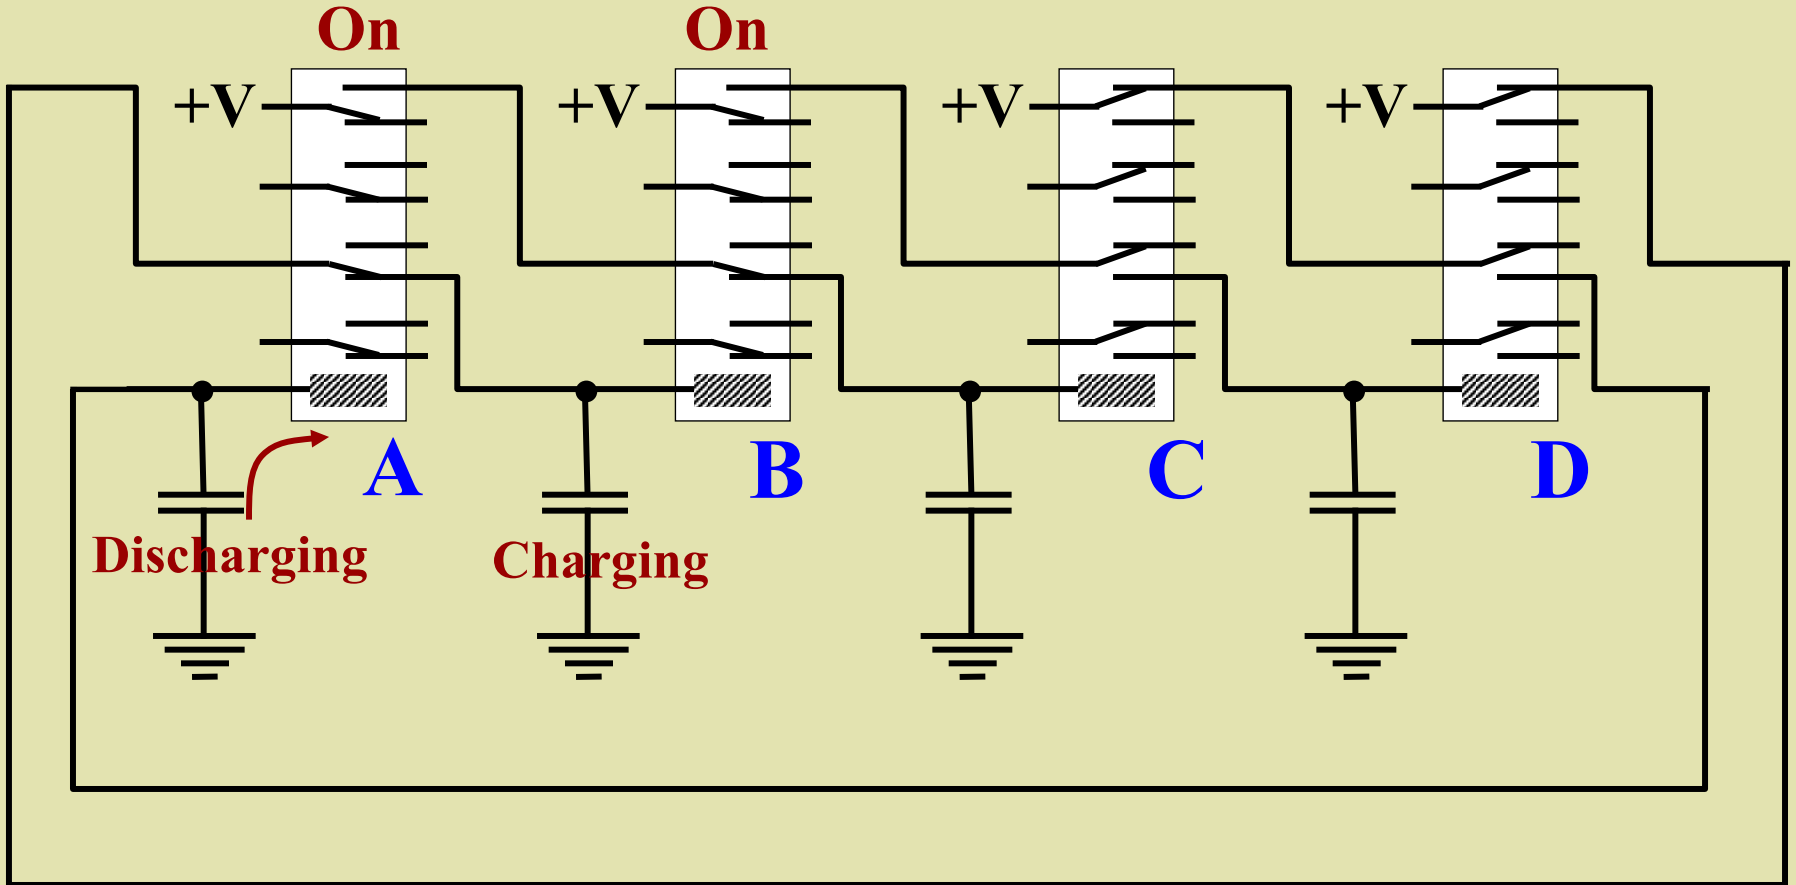 On On
+V +V +V +V
A B C D
Discharging Charging